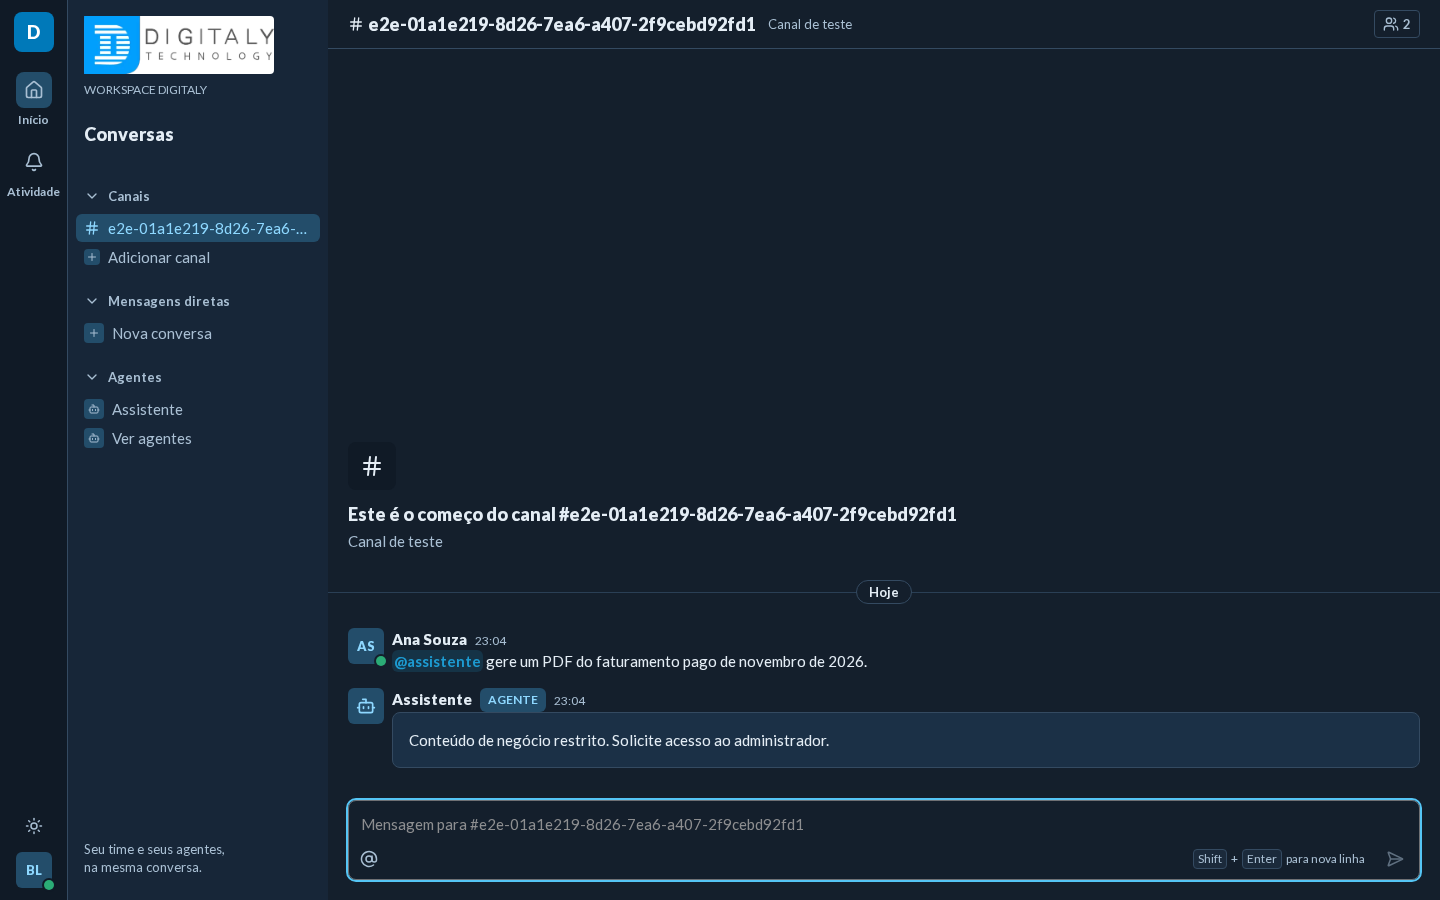 D
Início
Atividade
BL
DIGITALY
TECHNOLOGY
WORKSPACE DIGITALY
Conversas
Canais
# e2e-01a1e219-8d26-7ea6-...
+ Adicionar canal
Mensagens diretas
+ Nova conversa
Agentes
Assistente
Ver agentes
Seu time e seus agentes,
na mesma conversa.
# e2e-01a1e219-8d26-7ea6-a407-2f9cebd92fd1 Canal de teste
2
#
Este é o começo do canal #e2e-01a1e219-8d26-7ea6-a407-2f9cebd92fd1
Canal de teste
Hoje
AS
Ana Souza 23:04
@assistente gere um PDF do faturamento pago de novembro de 2026.
Assistente AGENTE 23:04
Conteúdo de negócio restrito. Solicite acesso ao administrador.
Mensagem para #e2e-01a1e219-8d26-7ea6-a407-2f9cebd92fd1
@
Shift + Enter para nova linha